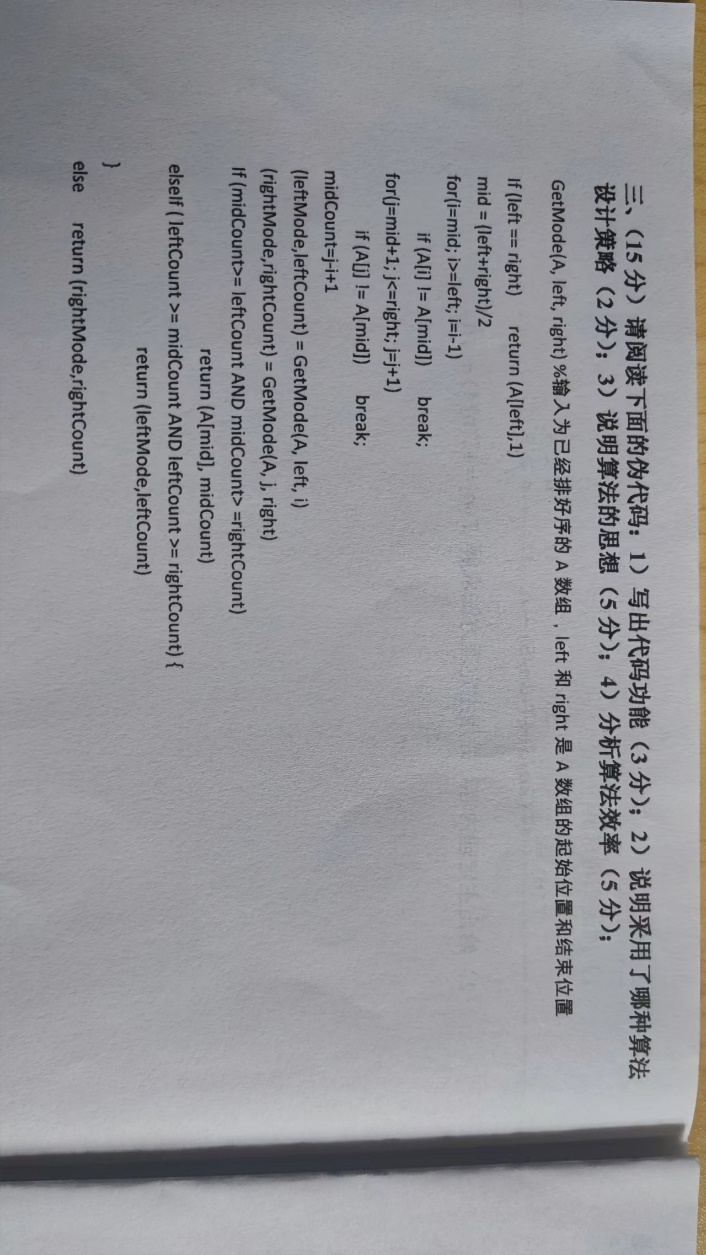 三、（15 分）请阅读下面的伪代码：1）写出代码功能（3 分）；2）说明采用了哪种算法
设计策略（2 分）；3）说明算法的思想（5 分）；4）分析算法效率（5 分）；
GetMode(A, left, right) %输入为已经排好序的 A 数组，left 和 right 是 A 数组的起始位置和结束位置
If (left == right) return (A[left],1)
mid = (left+right)/2
for(i=mid; i>=left; i=i-1)
if (A[i] != A[mid]) break;
for(j=mid+1; j<=right; j=j+1)
if (A[j] != A[mid]) break;
midCount=j-i+1
(leftMode,leftCount) = GetMode(A, left, i)
(rightMode,rightCount) = GetMode(A, j, right)
If (midCount>= leftCount AND midCount> =rightCount)
return (A[mid], midCount)
elseIf ( leftCount >= midCount AND leftCount >= rightCount) {
return (leftMode,leftCount)
}
else return (rightMode,rightCount)